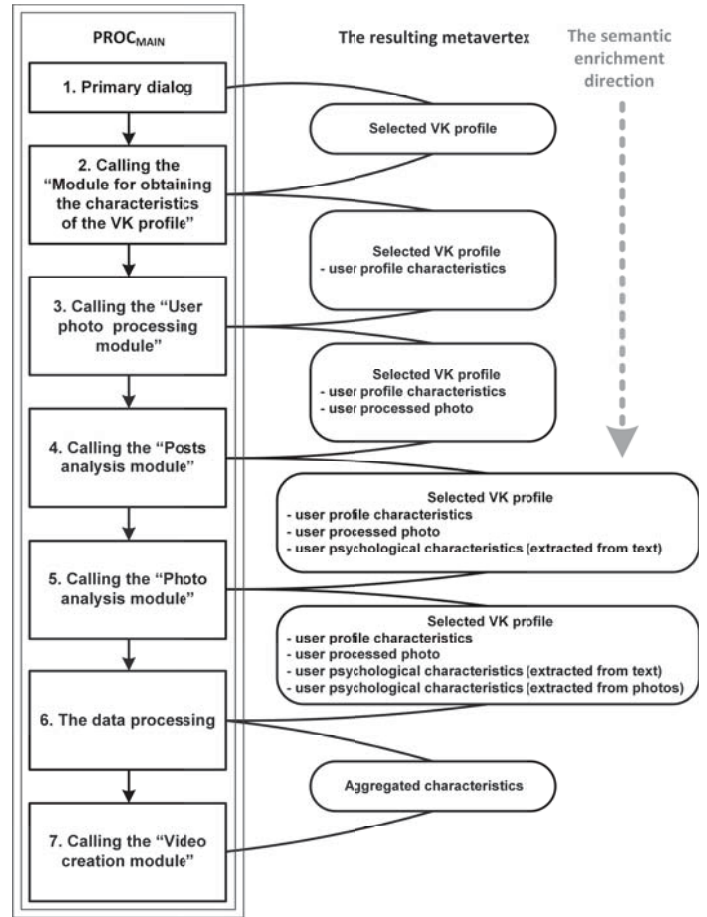 PROCMAIN
The resulting metavertex
The semantic
enrichment
direction
1. Primary dialog
Selected VK profile
2. Calling the
“Module for obtaining
the characteristics
of the VK profile”
Selected VK profile
- user profile characteristics
3. Calling the “User
photo processing
module”
Selected VK profile
- user profile characteristics
- user processed photo
4. Calling the “Posts
analysis module”
Selected VK profile
- user profile characteristics
- user processed photo
- user psychological characteristics (extracted from text)
5. Calling the “Photo
analysis module”
Selected VK profile
- user profile characteristics
- user processed photo
- user psychological characteristics (extracted from text)
- user psychological characteristics (extracted from photos)
6. The data processing
Aggregated characteristics
7. Calling the “Video
creation module”